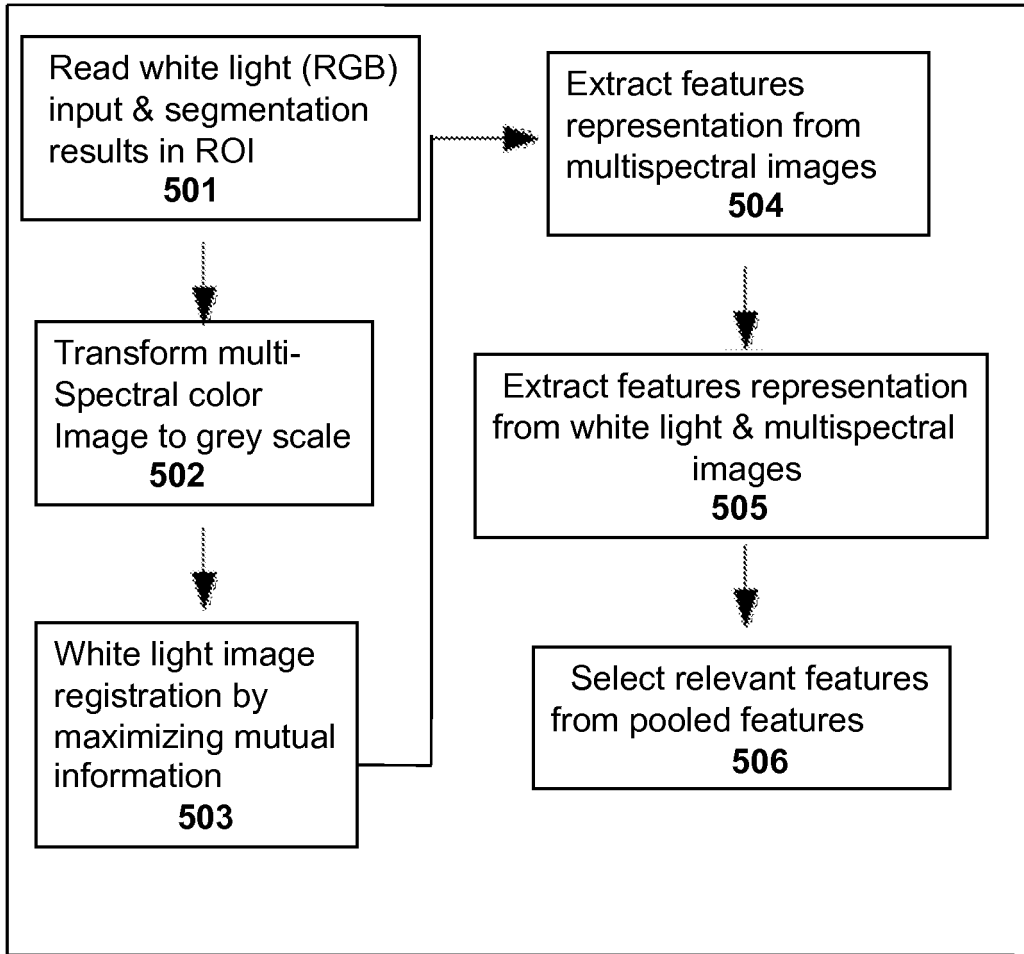 Read white light (RGB)
input & segmentation
results in ROI
501
Transform multi-
Spectral color
Image to grey scale
502
White light image
registration by
maximizing mutual
information
503
Extract features
representation from
multispectral images
504
Extract features representation
from white light & multispectral
images
505
Select relevant features
from pooled features
506